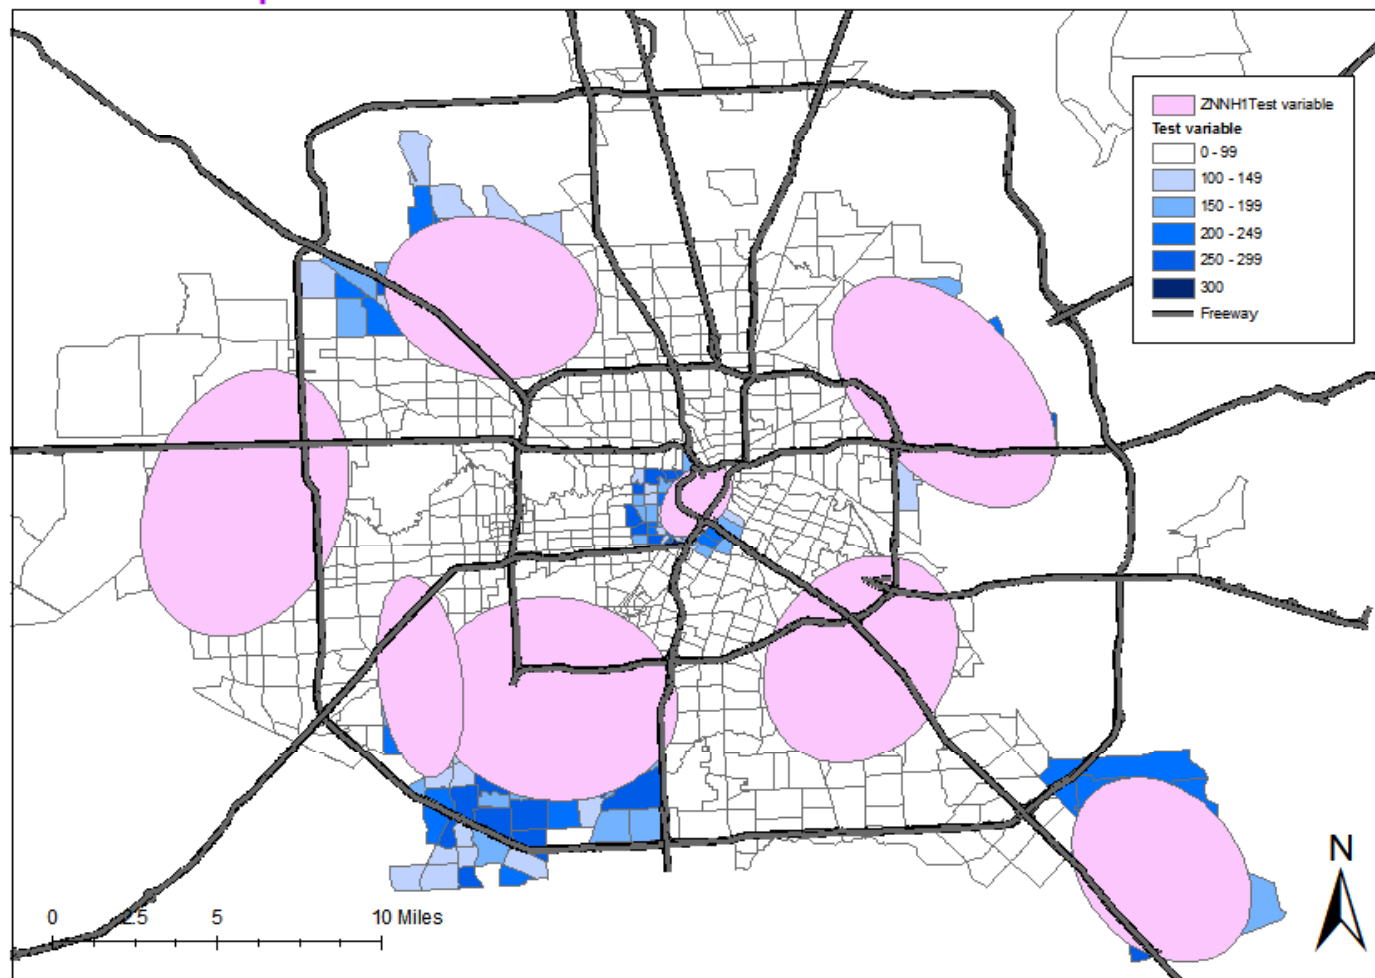 ZNNH1Test variable
Test variable
0 - 99
100 - 149
150 - 199
200 - 249
250 - 299
300
Freeway
N
0 2.5 5 10 Miles